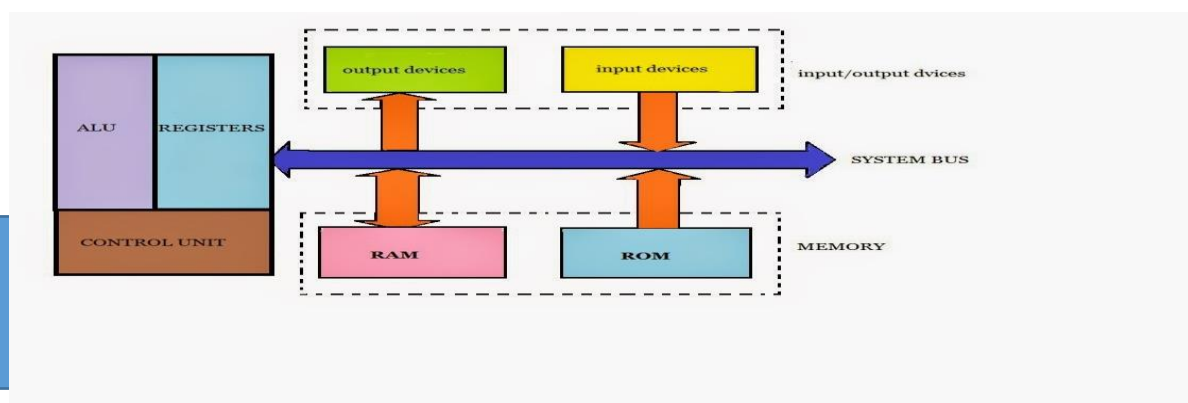 output devices
input devices
input/output dvices
ALU
REGISTERS
SYSTEM BUS
CONTROL UNIT
RAM
ROM
MEMORY